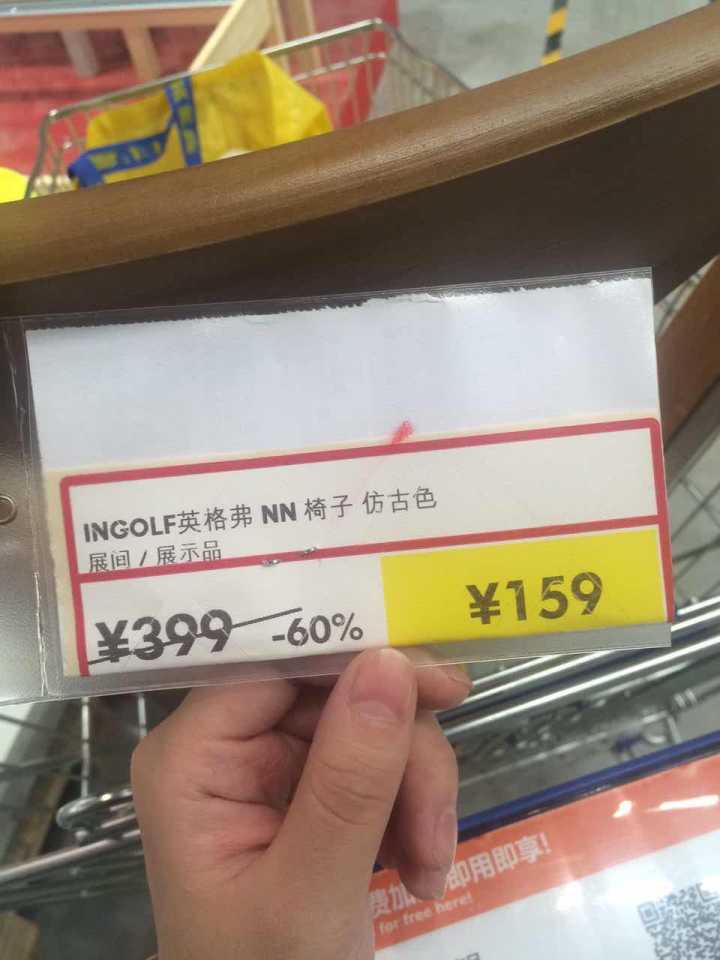 INGOLF英格弗 NN 椅子 仿古色
展间 / 展示品
¥399 -60%
¥159
即用即享!
for free here!